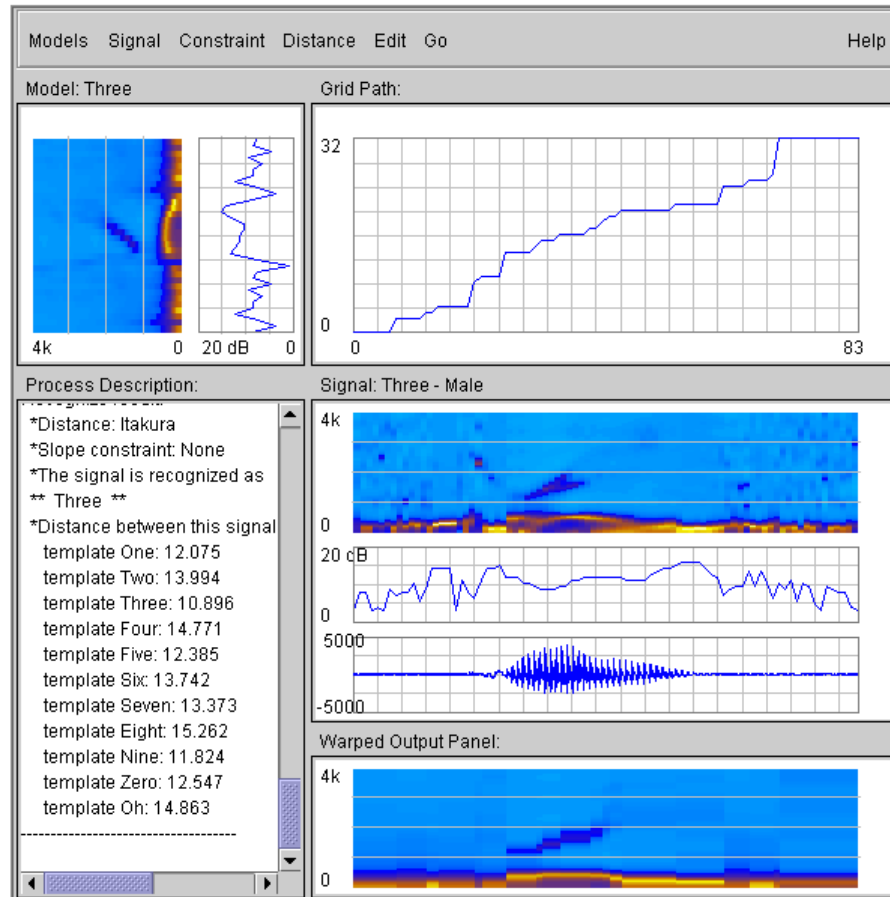 Models Signal Constraint Distance Edit Go Help
Model: Three
4k 0 20 dB 0
Grid Path:
32
0
0 83
Process Description:
*Distance: Itakura
*Slope constraint: None
*The signal is recognized as
** Three **
*Distance between this signal
template One: 12.075
template Two: 13.994
template Three: 10.896
template Four: 14.771
template Five: 12.385
template Six: 13.742
template Seven: 13.373
template Eight: 15.262
template Nine: 11.824
template Zero: 12.547
template Oh: 14.863
-----------------------------------
Signal: Three - Male
4k
0
20 dB
0
5000
-5000
Warped Output Panel:
4k
0